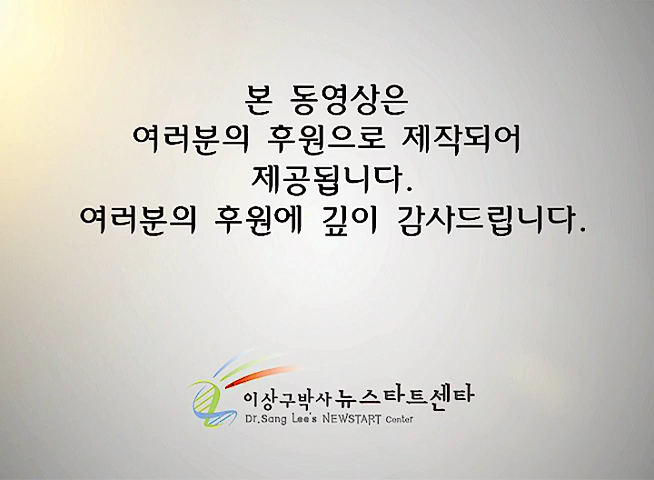 본 동영상은
여러분의 후원으로 제작되어
제공됩니다.
여러분의 후원에 깊이 감사드립니다.
이상구박사 뉴스타트센타
Dr.Sang Lee's NEWSTART Center